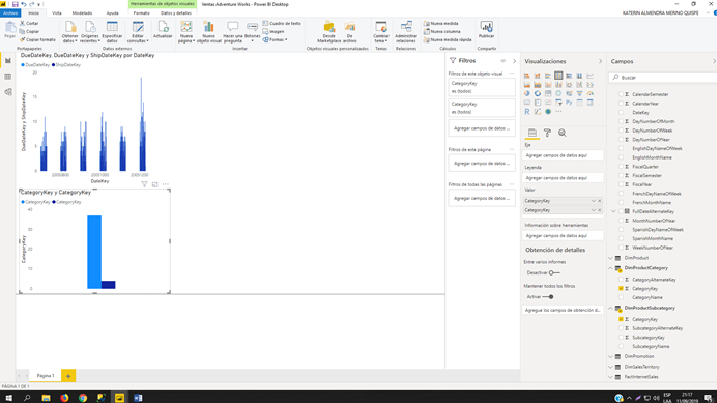 Herramientas de objetos visuales
Ventas Adventure Works - Power BI Desktop
KATERIN ALMENDRA MERINO QUISPE
Archivo Inicio Vista Modelado Ayuda Formato Datos y detalles
Pegar
Cortar
Copiar
Copiar formato
Obtener datos
Orígenes recientes
Especificar datos
Editar consultas
Actualizar
Nueva página
Nuevo objeto visual
Hacer una pregunta
Botones
Cuadro de texto
Imagen
Formas
Desde Marketplace
De archivo
Cambiar tema
Administrar relaciones
Nueva medida
Nueva columna
Nueva medida rápida
Publicar
Portapapeles Datos externos Insertar Objetos visuales personalizados Temas Relaciones Cálculos Compartir
DueDateKey, DueDateKey y ShipDateKey por DateKey
DueDateKey ShipDateKey
DueDateKey y ShipDateKey
20
15
10
5
0
DateKey
CategoryKey y CategoryKey
CategoryKey CategoryKey
CategoryKey
40
30
20
10
0
Filtros
Filtros de este objeto visual
CategoryKey
es (todos)
CategoryKey
es (todos)
Agregar campos de datos ...
Filtros de esta página
Agregar campos de datos ...
Filtros de todas las páginas
Agregar campos de datos ...
Visualizaciones
Eje
Agregar campos de datos aquí
Leyenda
Agregar campos de datos aquí
Valor
CategoryKey
CategoryKey
Información sobre herramientas
Agregar campos de datos aquí
Obtención de detalles
Entre varios informes
Desactivar
Mantener todos los filtros
Activar
Agregue los campos de obtención d...
Campos
Buscar
CalendarSemester
CalendarYear
DateKey
DayNumberOfMonth
DayNumberOfWeek
DayNumberOfYear
EnglishDayNameOfWeek
EnglishMonthName
FiscalQuarter
FiscalSemester
FiscalYear
FrenchDayNameOfWeek
FrenchMonthName
FullDateAlternateKey
MonthNumberOfYear
SpanishDayNameOfWeek
SpanishMonthName
WeekNumberOfYear
DimProduct
DimProductCategory
CategoryAlternateKey
CategoryKey
CategoryName
DimProductSubcategory
CategoryKey
SubcategoryAlternateKey
SubcategoryKey
SubcategoryName
DimPromotion
DimSalesTerritory
FactInternetSales
Página 1
PÁGINA 1 DE 1
ESP
LAA
21:17
11/09/2019